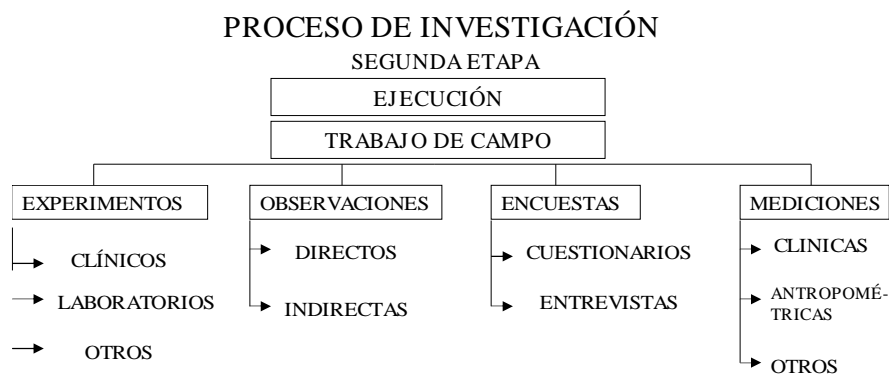 PROCESO DE INVESTIGACIÓN
SEGUNDA ETAPA
EJECUCIÓN
TRABAJO DE CAMPO
EXPERIMENTOS
CLÍNICOS
LABORATORIOS
OTROS
OBSERVACIONES
DIRECTOS
INDIRECTAS
ENCUESTAS
CUESTIONARIOS
ENTREVISTAS
MEDICIONES
CLINICAS
ANTROPOMÉ-
TRICAS
OTROS